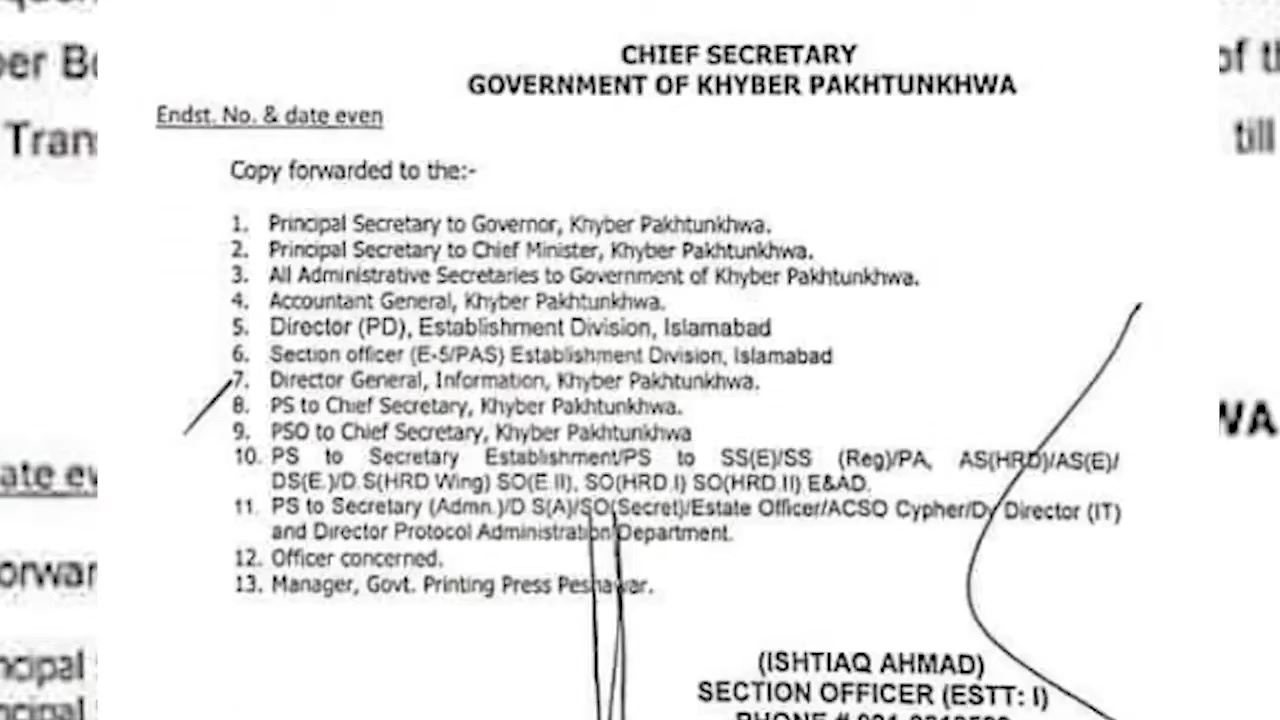 CHIEF SECRETARY
GOVERNMENT OF KHYBER PAKHTUNKHWA
Endst. No. & date even
Copy forwarded to the:-
1. Principal Secretary to Governor, Khyber Pakhtunkhwa.
2. Principal Secretary to Chief Minister, Khyber Pakhtunkhwa.
3. All Administrative Secretaries to Government of Khyber Pakhtunkhwa.
4. Accountant General, Khyber Pakhtunkhwa.
5. Director (PD), Establishment Division, Islamabad
6. Section officer (E-5/PAS) Establishment Division, Islamabad
7. Director General, Information, Khyber Pakhtunkhwa.
8. PS to Chief Secretary, Khyber Pakhtunkhwa.
9. PSO to Chief Secretary, Khyber Pakhtunkhwa
10. PS to Secretary Establishment/PS to SS(E)/SS (Reg)/PA, AS(HRD)/AS(E)/
DS(E.)/D.S(HRD Wing) SO(E.II), SO(HRD.I) SO(HRD.II) E&AD.
11. PS to Secretary (Admn.)/D S(A)/SO(Secret)/Estate Officer/ACSO Cypher/Dy Director (IT)
and Director Protocol Administration Department.
12. Officer concerned.
13. Manager, Govt. Printing Press Peshawar.
(ISHTIAQ AHMAD)
SECTION OFFICER (ESTT: I)
PHONE #